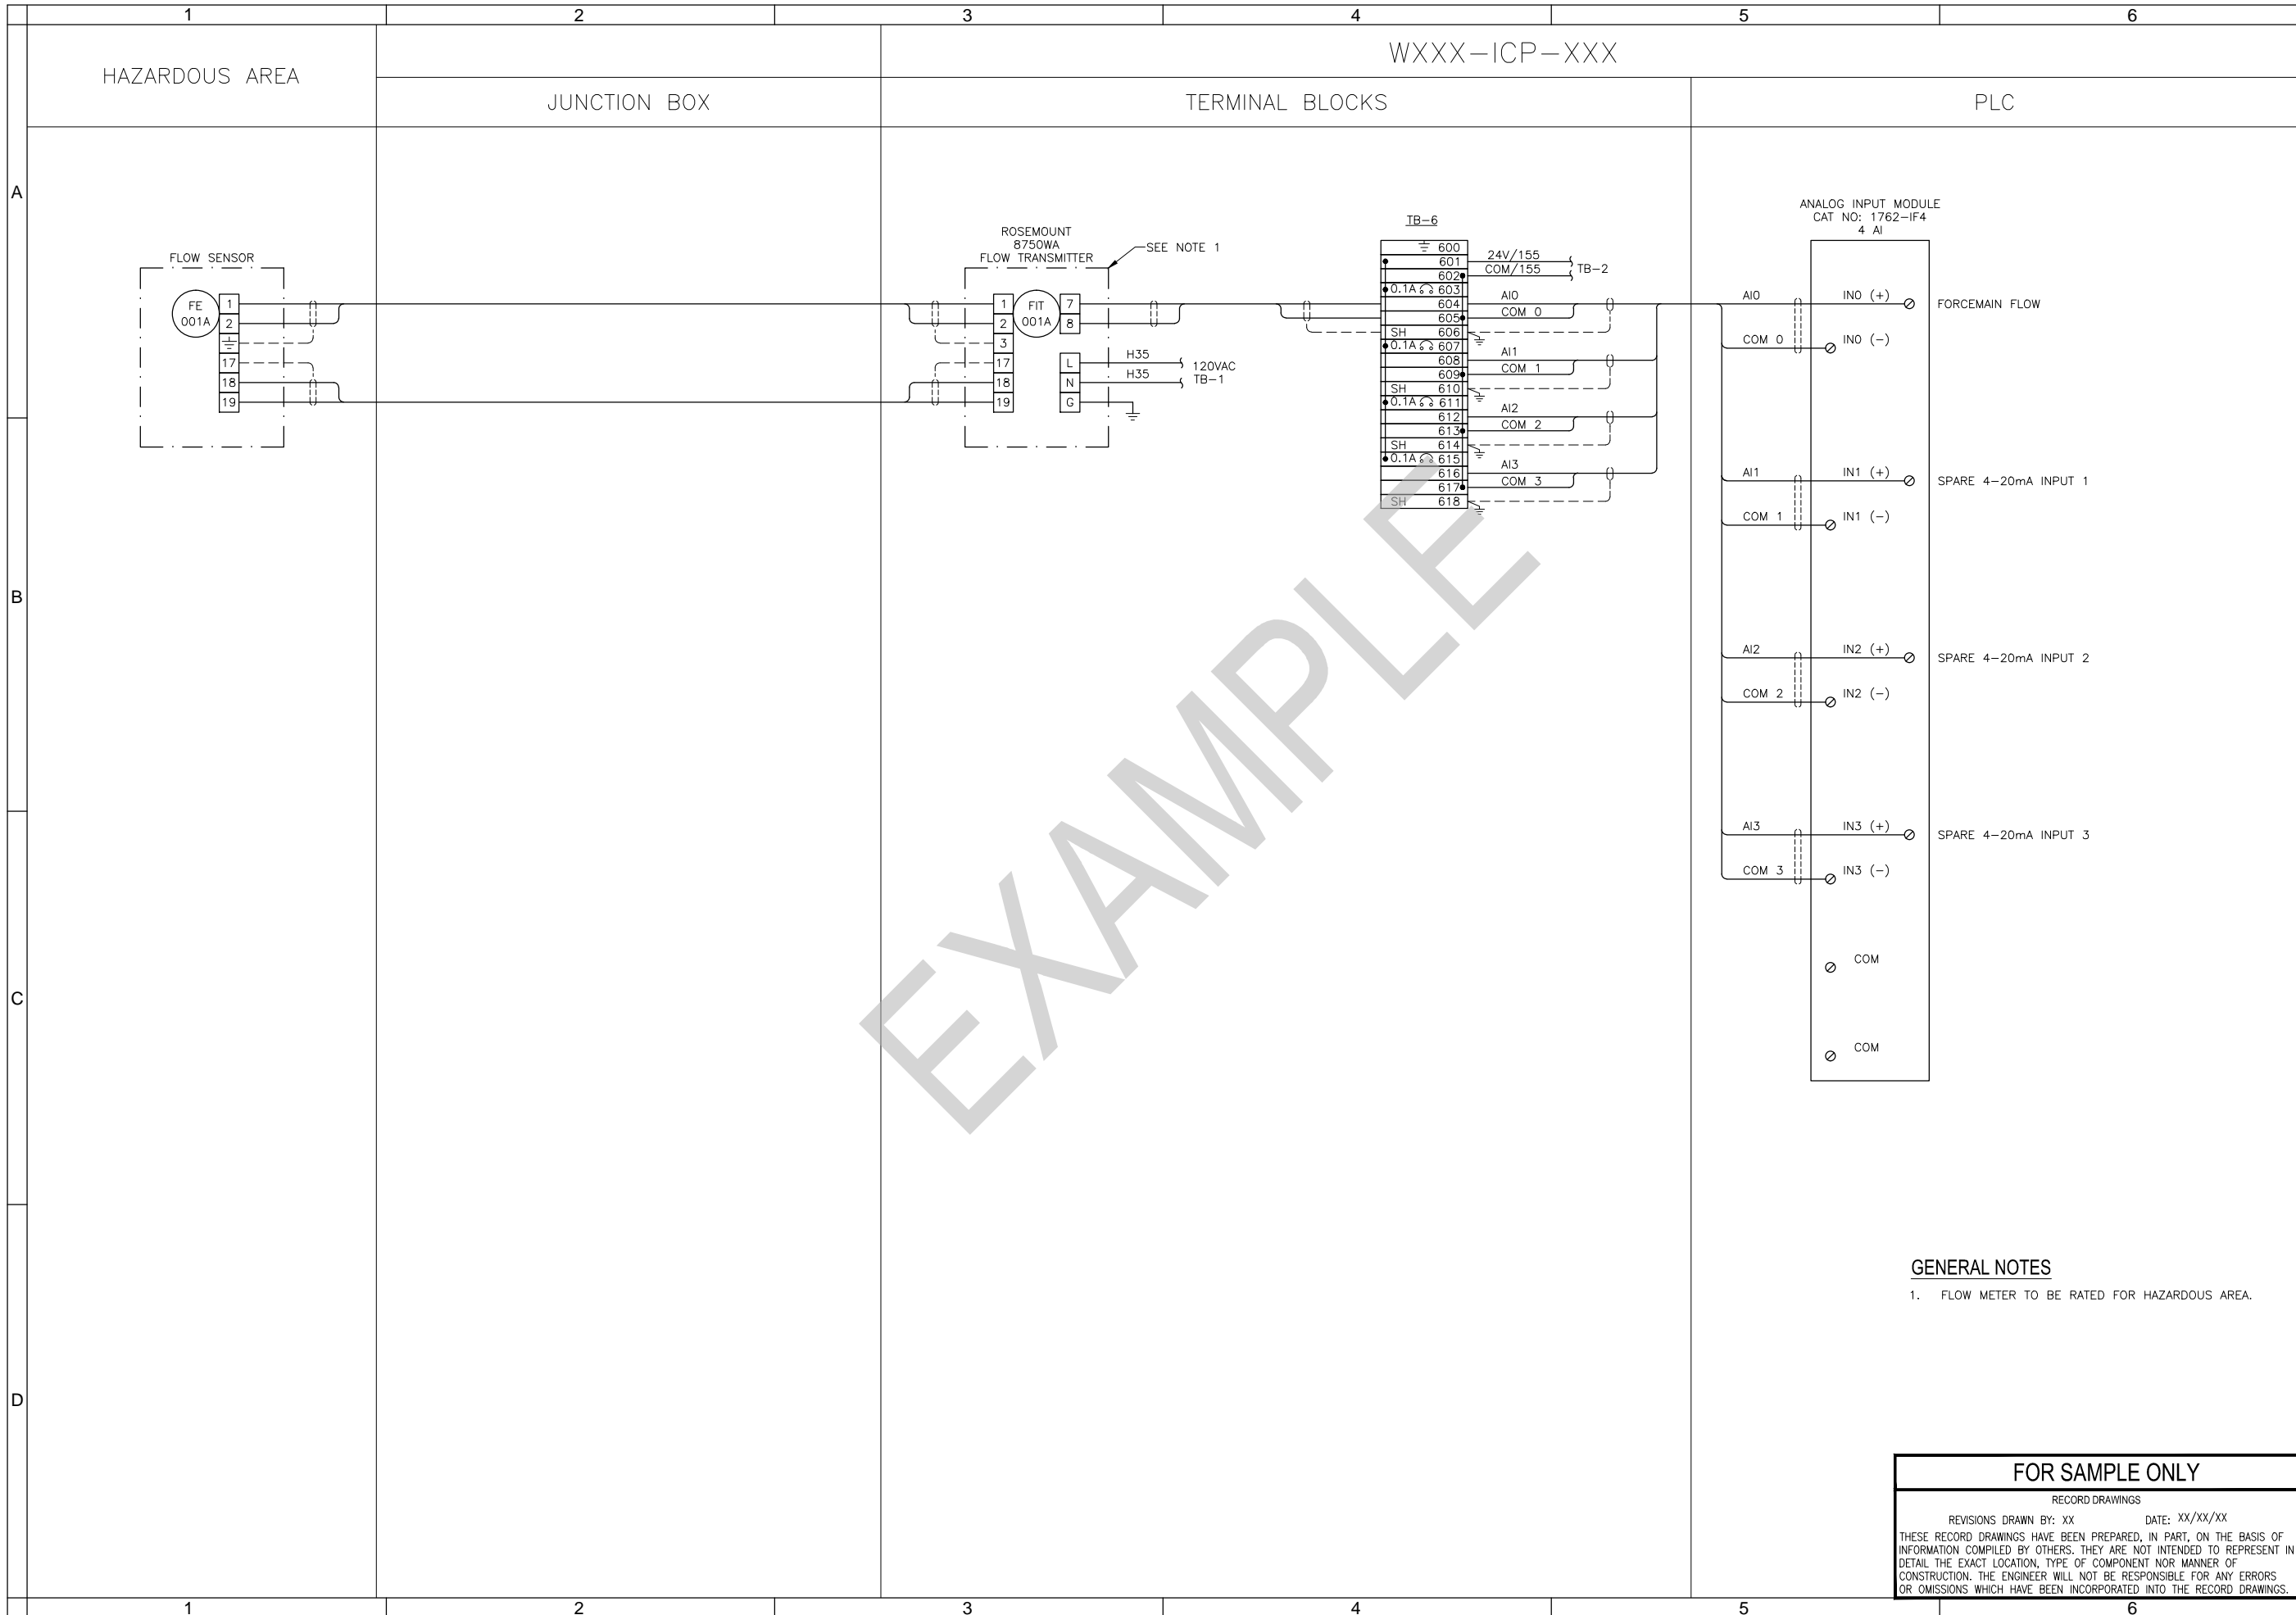 1 2 3 4 5 6
WXXX-ICP-XXX
HAZARDOUS AREA
JUNCTION BOX
TERMINAL BLOCKS
PLC
A
B
C
D
FLOW SENSOR
FE
001A
1
2
17
18
19
ROSEMOUNT
8750WA
FLOW TRANSMITTER
SEE NOTE 1
1
2
3
17
18
19
FIT
001A
7
8
L
N
G
H35
H35
120VAC
TB-1
TB-6
600
601
602
0.1A 603
604
605
SH 606
0.1A 607
608
609
SH 610
0.1A 611
612
613
SH 614
0.1A 615
616
617
SH 618
24V/155
COM/155
TB-2
AI0
COM 0
AI1
COM 1
AI2
COM 2
AI3
COM 3
ANALOG INPUT MODULE
CAT NO: 1762-IF4
4 AI
AI0 IN0 (+) FORCEMAIN FLOW
COM 0 IN0 (-)
AI1 IN1 (+) SPARE 4-20mA INPUT 1
COM 1 IN1 (-)
AI2 IN2 (+) SPARE 4-20mA INPUT 2
COM 2 IN2 (-)
AI3 IN3 (+) SPARE 4-20mA INPUT 3
COM 3 IN3 (-)
COM
COM
EXAMPLE
GENERAL NOTES
1. FLOW METER TO BE RATED FOR HAZARDOUS AREA.
FOR SAMPLE ONLY
RECORD DRAWINGS
REVISIONS DRAWN BY: XX DATE: XX/XX/XX
THESE RECORD DRAWINGS HAVE BEEN PREPARED, IN PART, ON THE BASIS OF
INFORMATION COMPILED BY OTHERS. THEY ARE NOT INTENDED TO REPRESENT IN
DETAIL THE EXACT LOCATION, TYPE OF COMPONENT NOR MANNER OF
CONSTRUCTION. THE ENGINEER WILL NOT BE RESPONSIBLE FOR ANY ERRORS
OR OMISSIONS WHICH HAVE BEEN INCORPORATED INTO THE RECORD DRAWINGS.
1 2 3 4 5 6